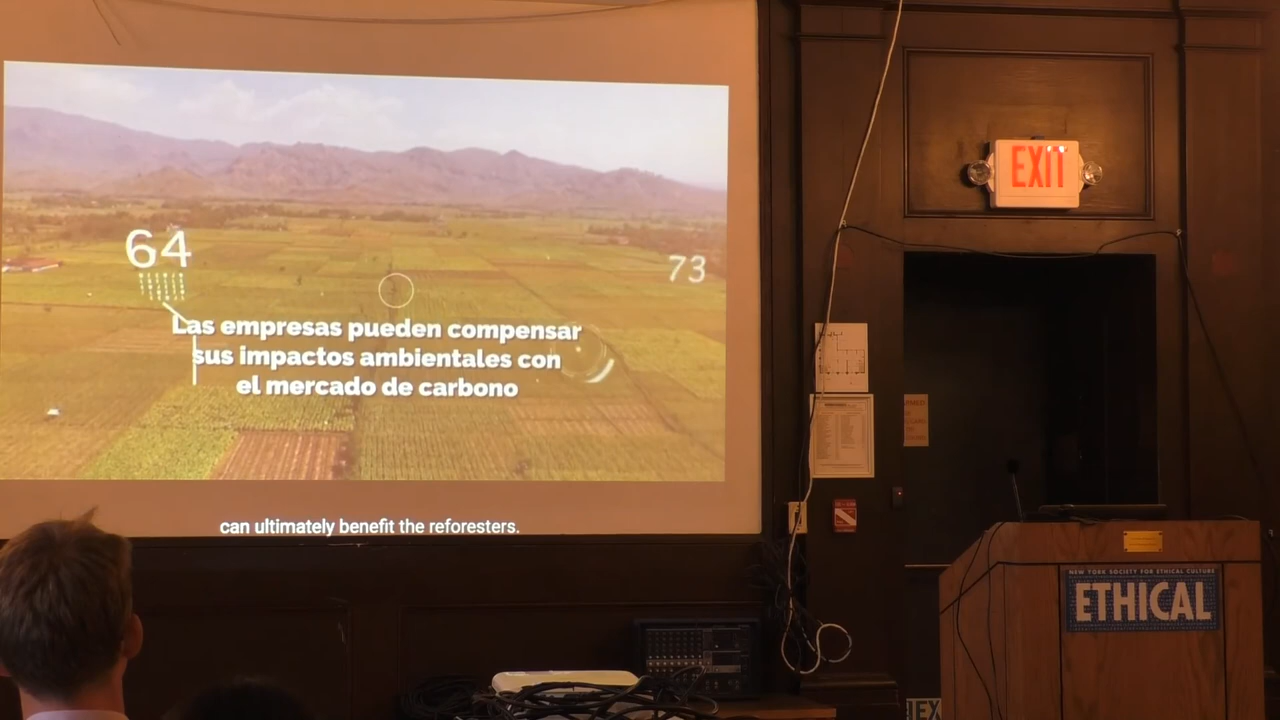 64
73
Las empresas pueden compensar
sus impactos ambientales con
el mercado de carbono
can ultimately benefit the reforesters.
EXIT
NEW YORK SOCIETY FOR ETHICAL CULTURE
ETHICAL